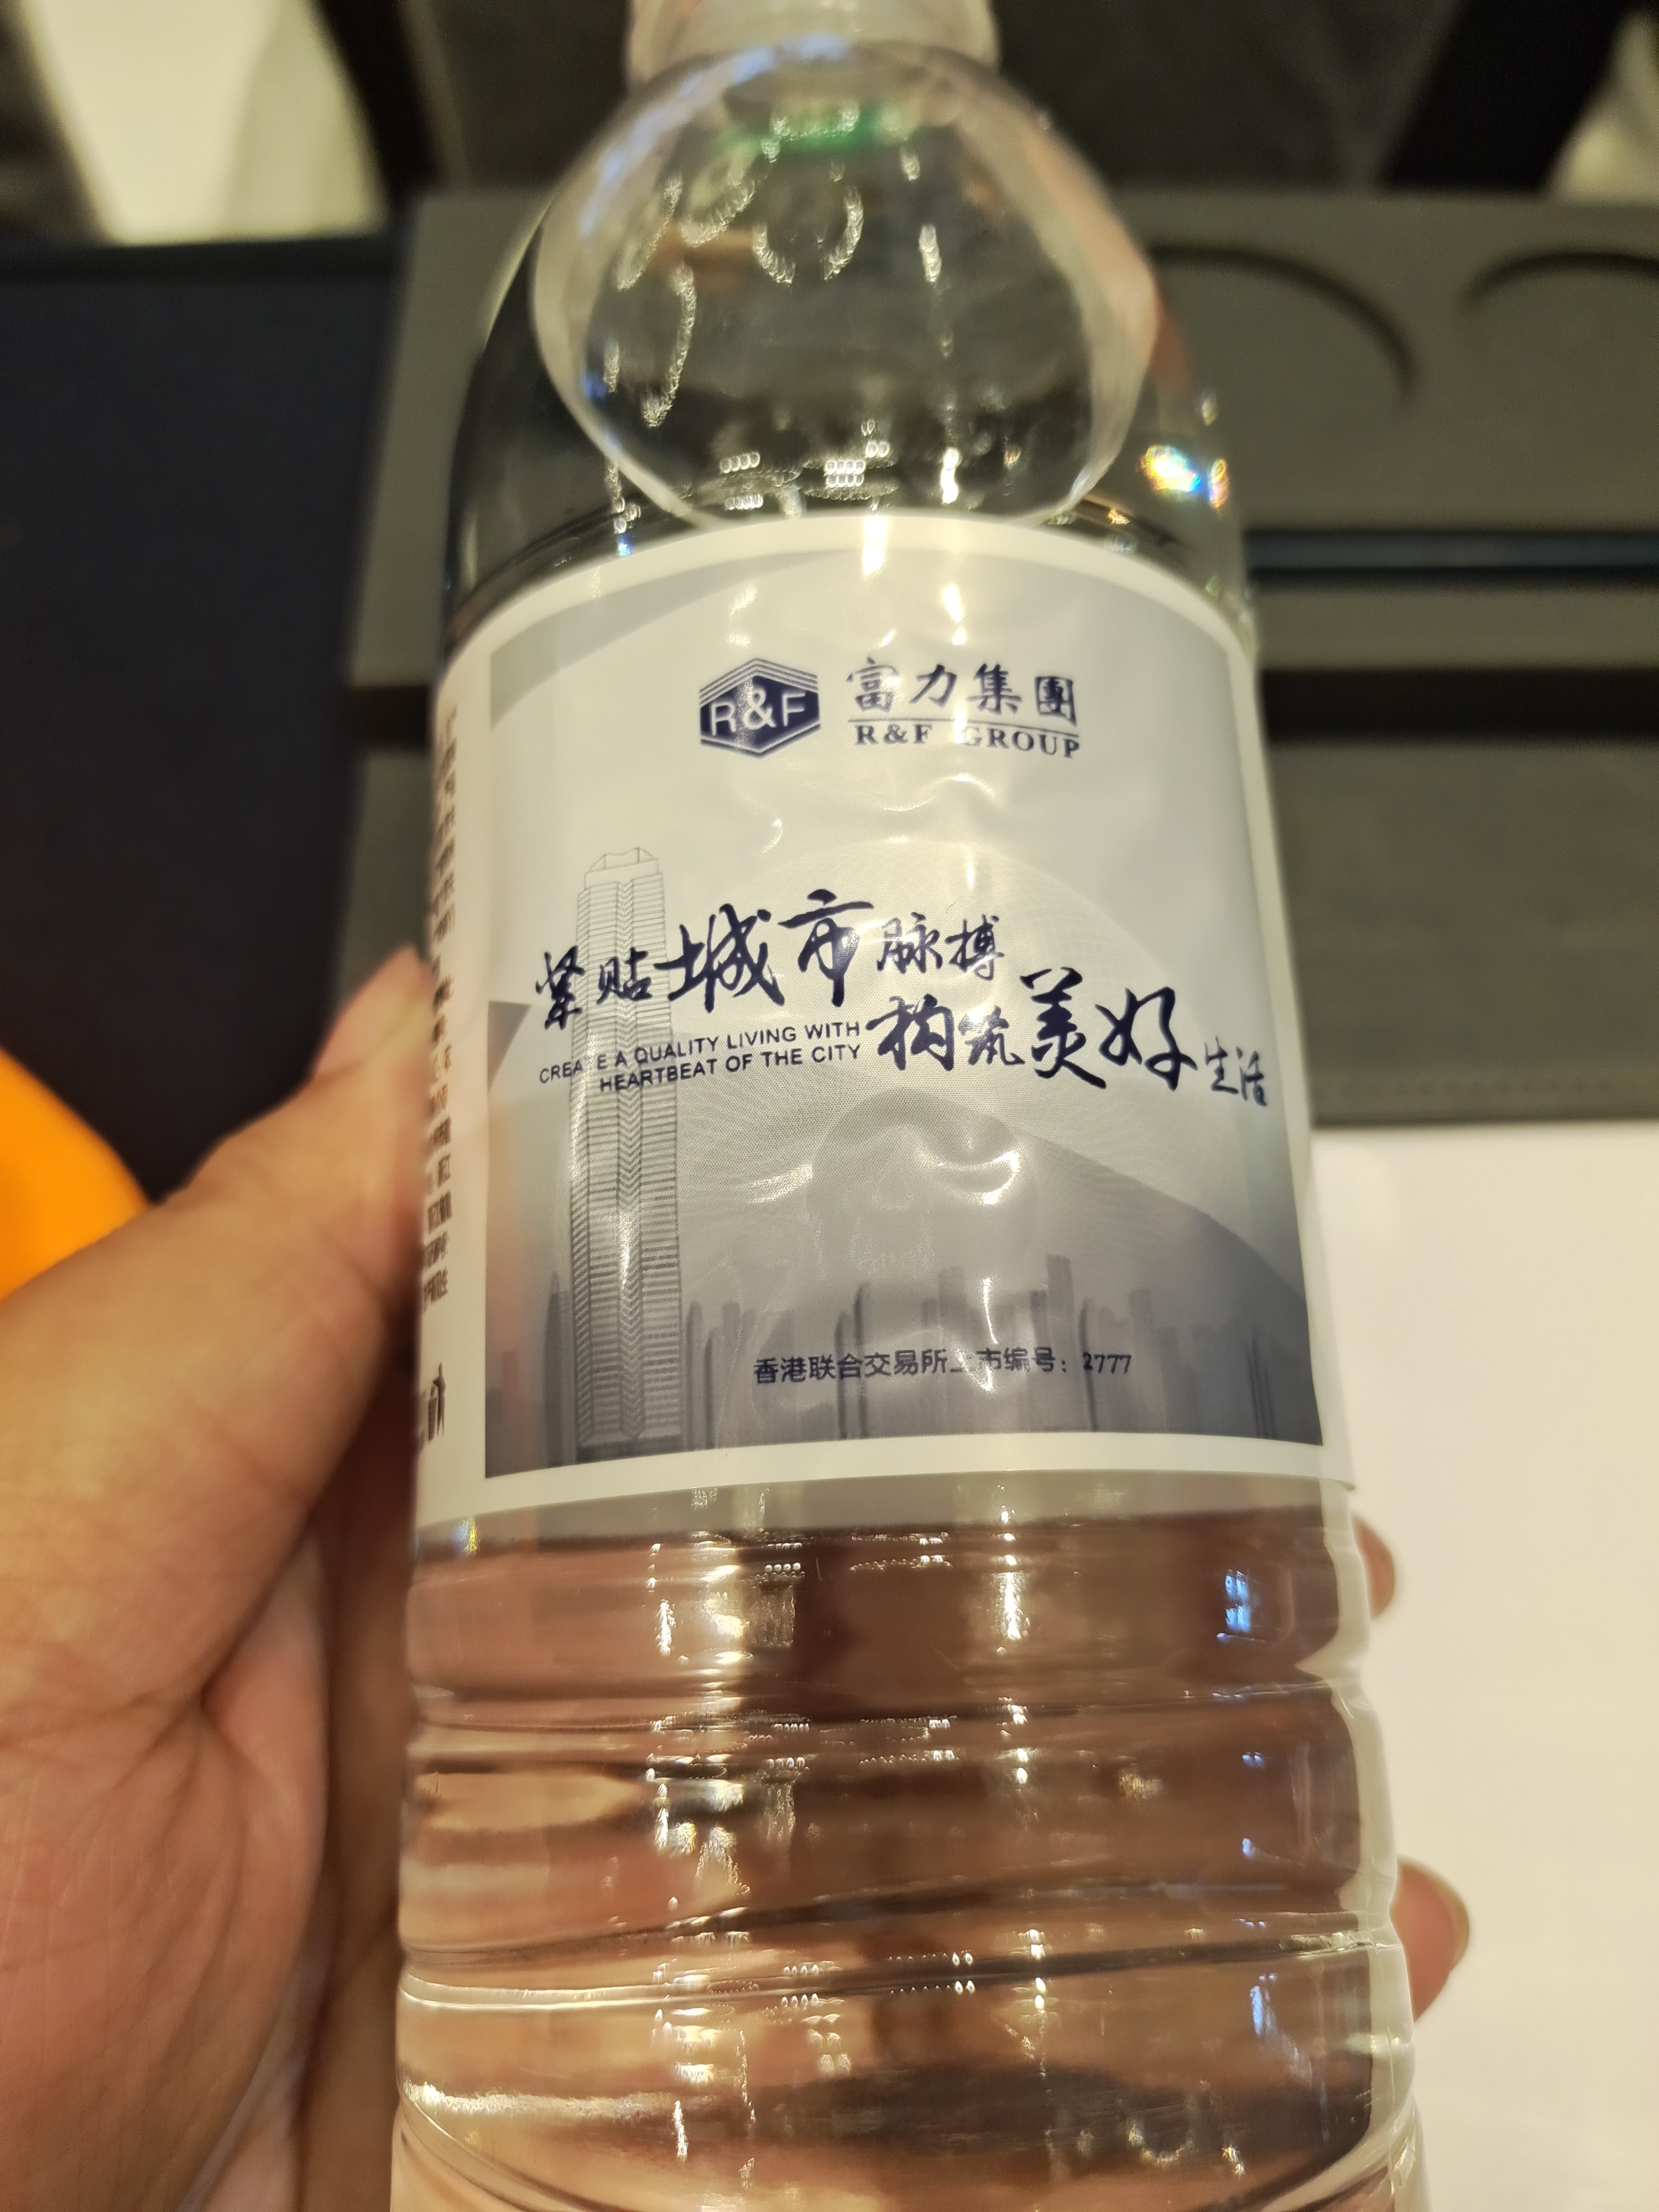 R&F
富力集團
R&F GROUP
紧贴城市脉搏
构筑美好生活
CREATE A QUALITY LIVING WITH
HEARTBEAT OF THE CITY
香港联合交易所上市编号：2777